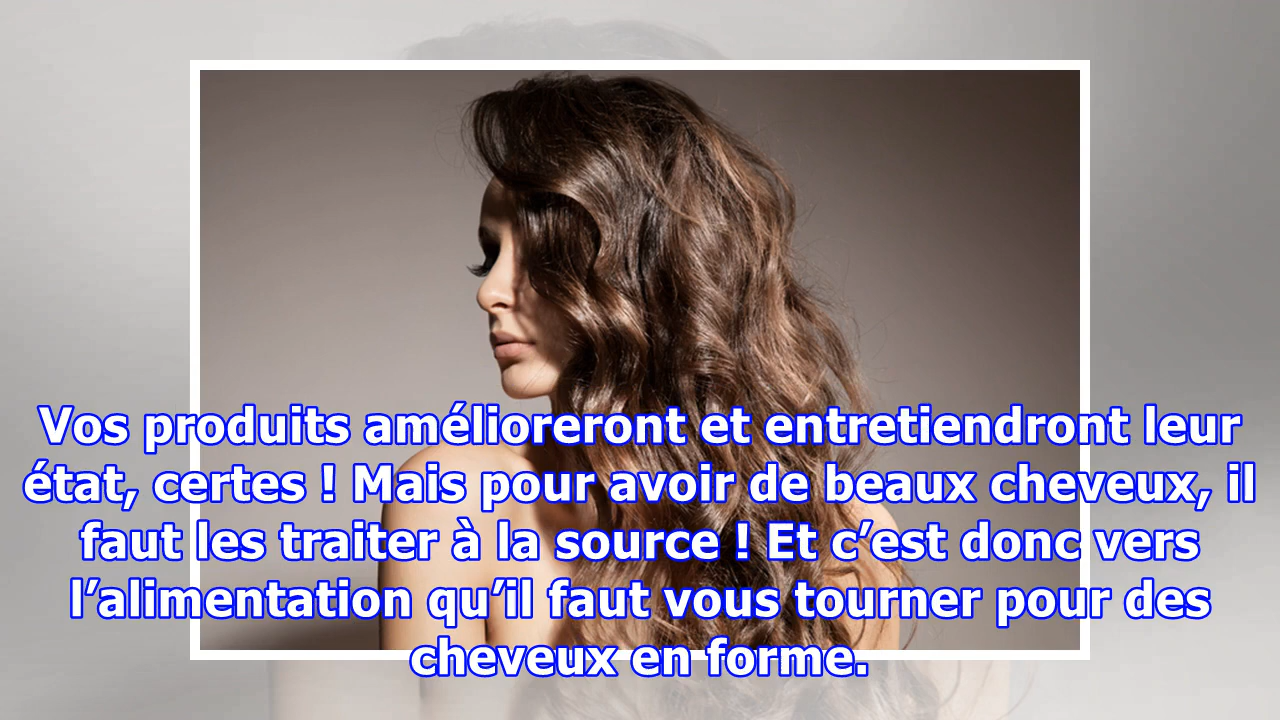 Vos produits amélioreront et entretiendront leur
état, certes ! Mais pour avoir de beaux cheveux, il
faut les traiter à la source ! Et c’est donc vers
l’alimentation qu’il faut vous tourner pour des
cheveux en forme.